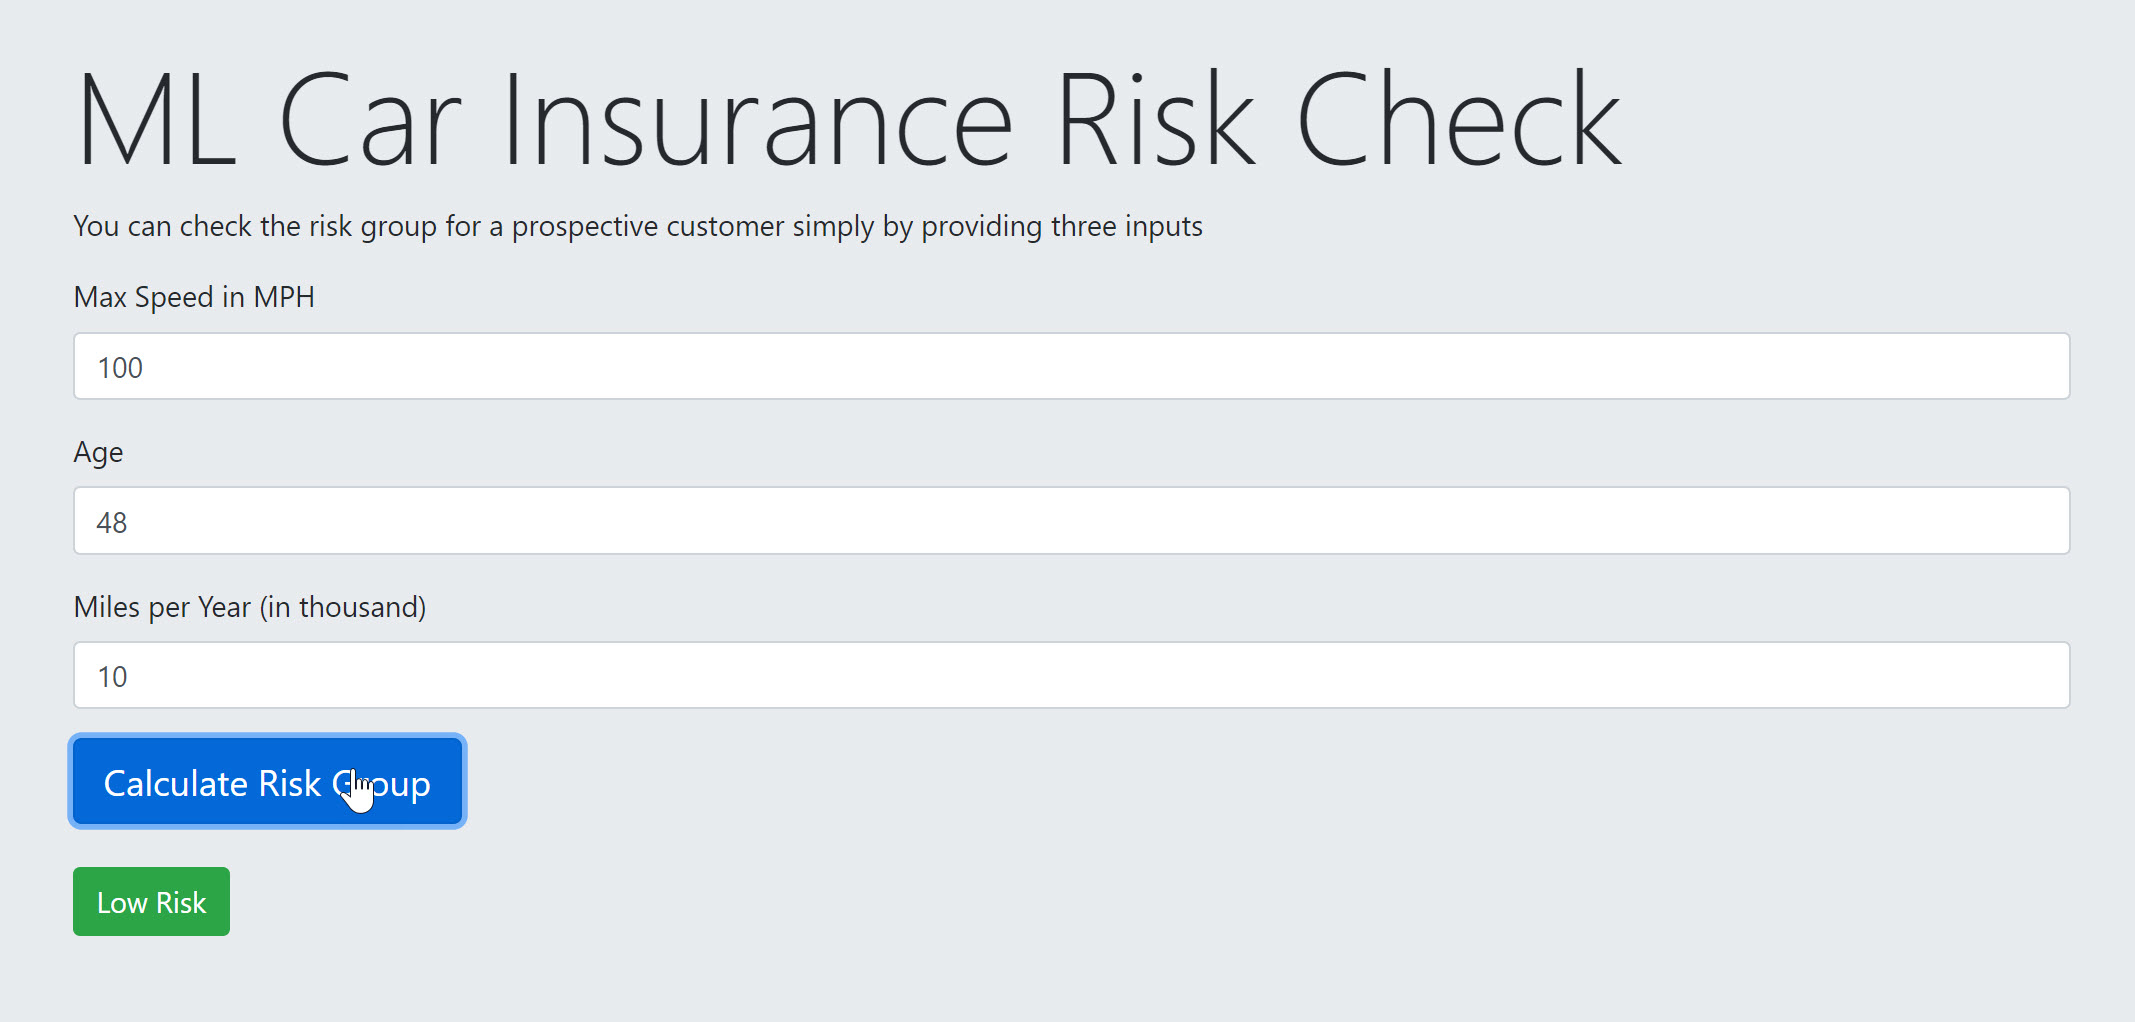 ML Car Insurance Risk Check
You can check the risk group for a prospective customer simply by providing three inputs
Max Speed in MPH
100
Age
48
Miles per Year (in thousand)
10
Calculate Risk Group
Low Risk